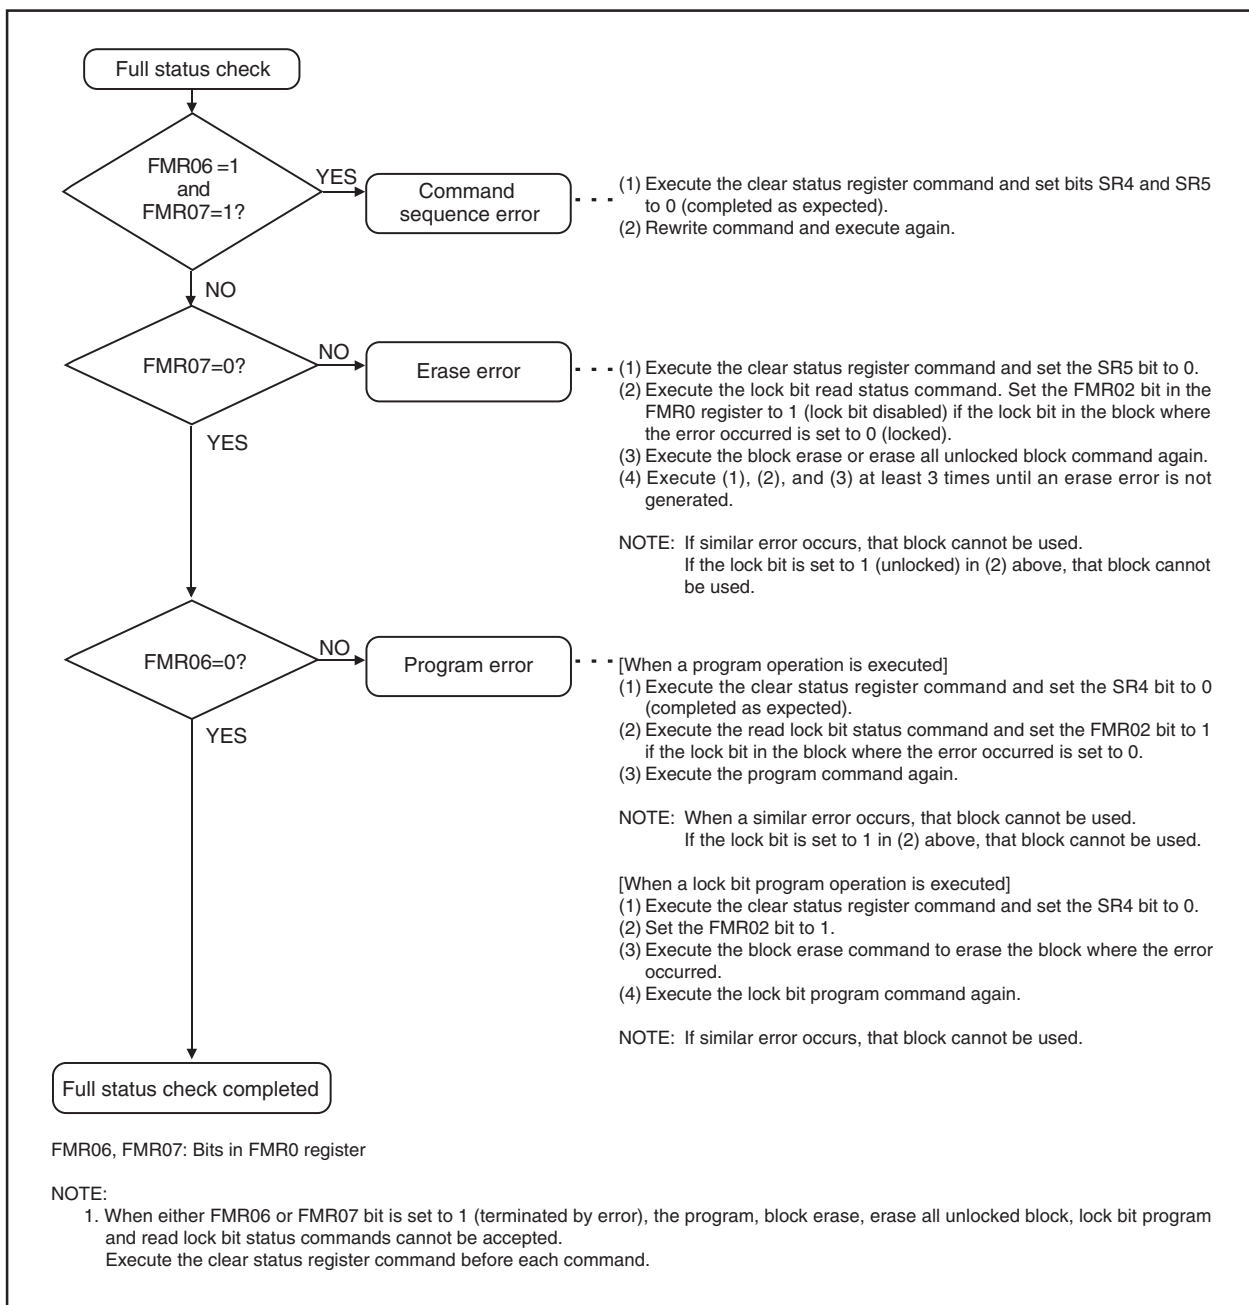 Full status check
FMR06 =1
and
FMR07=1?
YES
Command
sequence error
(1) Execute the clear status register command and set bits SR4 and SR5
to 0 (completed as expected).
(2) Rewrite command and execute again.
NO
FMR07=0?
NO
Erase error
(1) Execute the clear status register command and set the SR5 bit to 0.
(2) Execute the lock bit read status command. Set the FMR02 bit in the
FMR0 register to 1 (lock bit disabled) if the lock bit in the block where
the error occurred is set to 0 (locked).
(3) Execute the block erase or erase all unlocked block command again.
(4) Execute (1), (2), and (3) at least 3 times until an erase error is not
generated.
YES
NOTE: If similar error occurs, that block cannot be used.
If the lock bit is set to 1 (unlocked) in (2) above, that block cannot
be used.
FMR06=0?
NO
Program error
[When a program operation is executed]
(1) Execute the clear status register command and set the SR4 bit to 0
(completed as expected).
(2) Execute the read lock bit status command and set the FMR02 bit to 1
if the lock bit in the block where the error occurred is set to 0.
(3) Execute the program command again.
YES
NOTE: When a similar error occurs, that block cannot be used.
If the lock bit is set to 1 in (2) above, that block cannot be used.
[When a lock bit program operation is executed]
(1) Execute the clear status register command and set the SR4 bit to 0.
(2) Set the FMR02 bit to 1.
(3) Execute the block erase command to erase the block where the error
occurred.
(4) Execute the lock bit program command again.
NOTE: If similar error occurs, that block cannot be used.
Full status check completed
FMR06, FMR07: Bits in FMR0 register
NOTE:
1. When either FMR06 or FMR07 bit is set to 1 (terminated by error), the program, block erase, erase all unlocked block, lock bit program
and read lock bit status commands cannot be accepted.
Execute the clear status register command before each command.